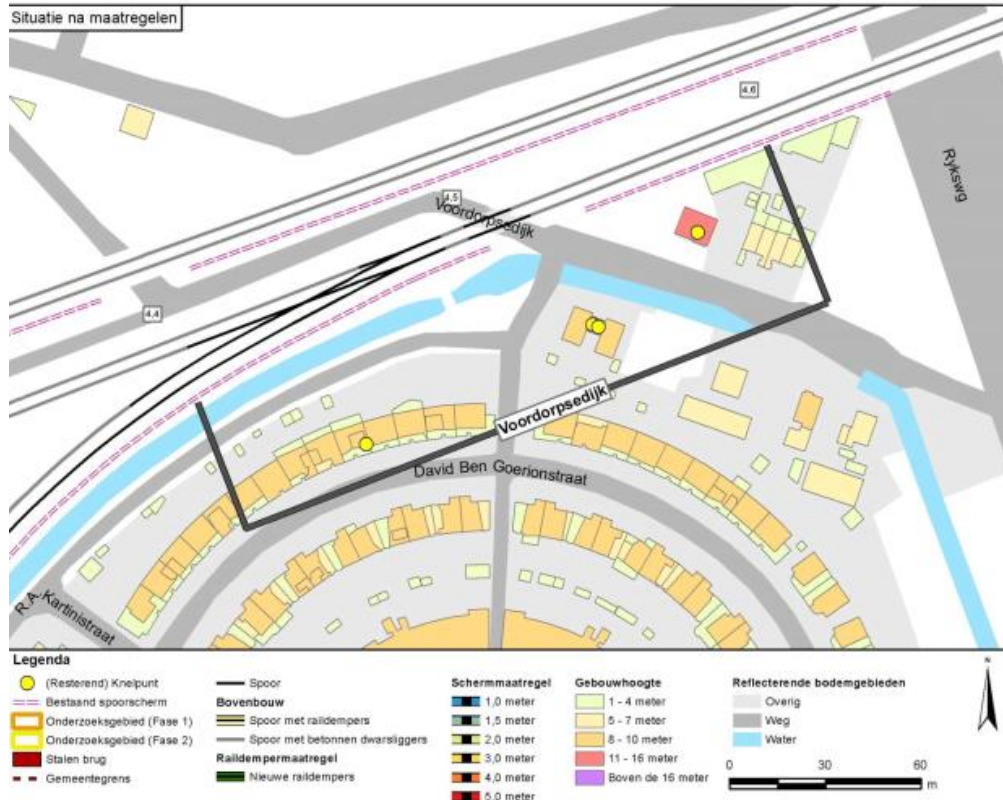 Situatie na maatregelen
4,6
Rykswg
4,5
Voordorpsedijk
4,4
Voordorpsedijk
David Ben Goerionstraat
R.A. Kartinistraat
Legenda
(Resterend) Knelpunt
Bestaand spoorscherm
Onderzoeksgebied (Fase 1)
Onderzoeksgebied (Fase 2)
Stalen brug
Gemeentegrens
Spoor
Bovenbouw
Spoor met raildempers
Spoor met betonnen dwarsliggers
Raildempermaatregel
Nieuwe raildempers
Schermmaatregel
1,0 meter
1,5 meter
2,0 meter
3,0 meter
4,0 meter
5,0 meter
Gebouwhoogte
1 - 4 meter
5 - 7 meter
8 - 10 meter
11 - 16 meter
Boven de 16 meter
Reflecterende bodemgebieden
Overig
Weg
Water
N
0 30 60
m